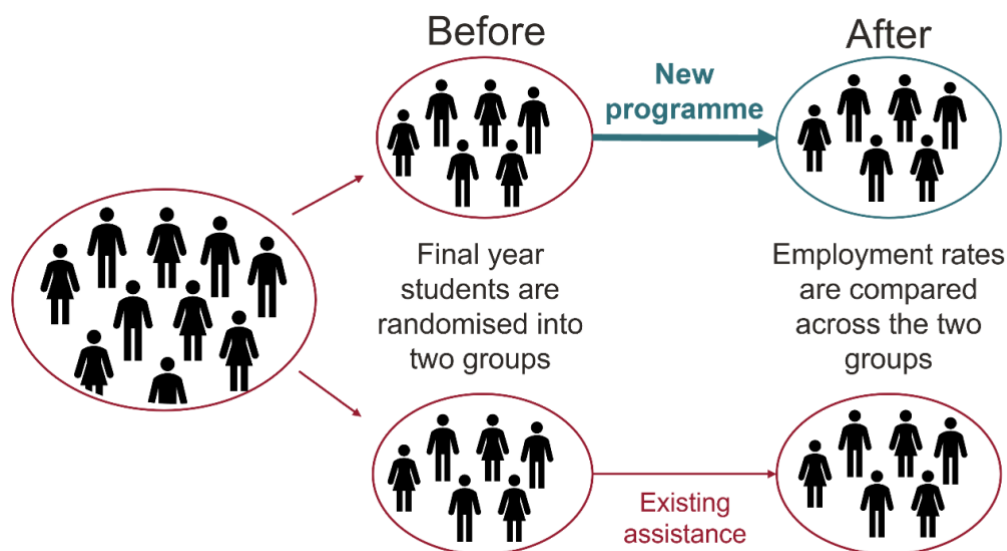 Before
After
New
programme
Final year
students are
randomised into
two groups
Employment rates
are compared
across the two
groups
Existing
assistance